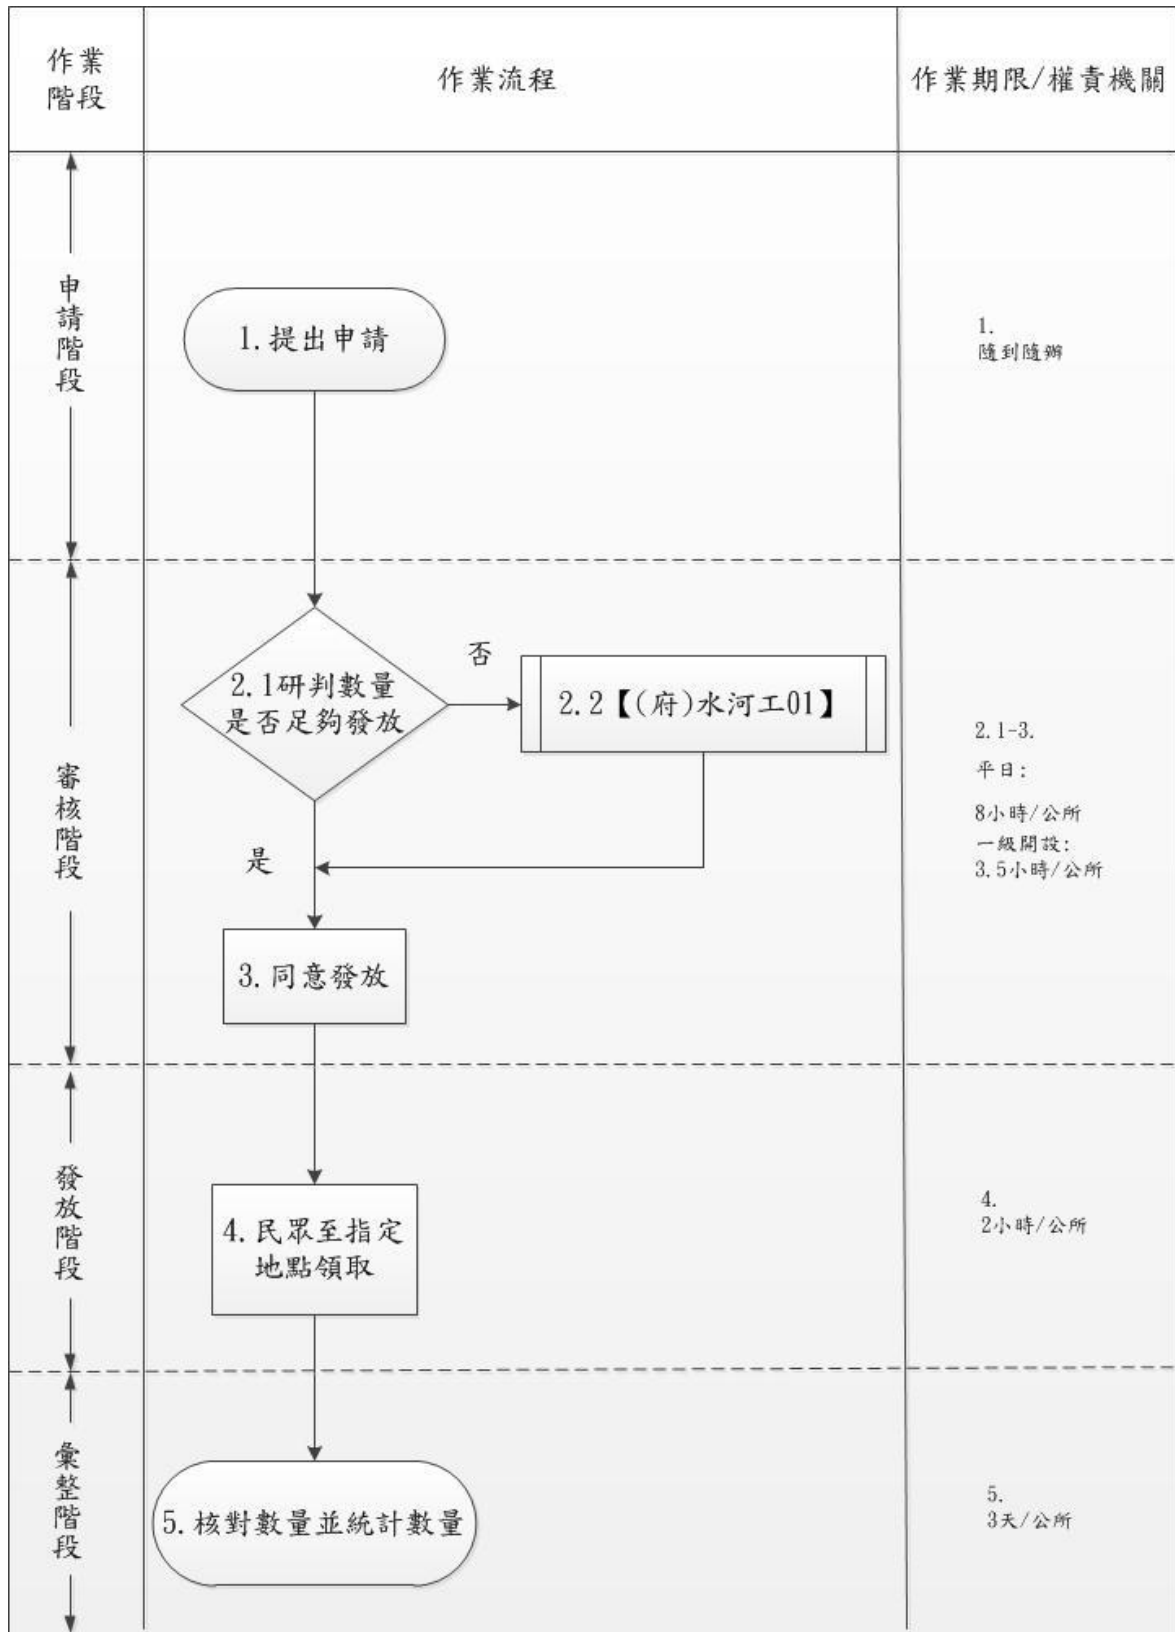 作業
階段
作業流程
作業期限/權責機關
申請階段
1.提出申請
1.
隨到隨辦
審核階段
2.1研判數量
是否足夠發放
否
2.2【(府)水河工01】
是
3.同意發放
2.1-3.
平日:
8小時/公所
一級開設:
3.5小時/公所
發放階段
4.民眾至指定
地點領取
4.
2小時/公所
彙整階段
5.核對數量並統計數量
5.
3天/公所